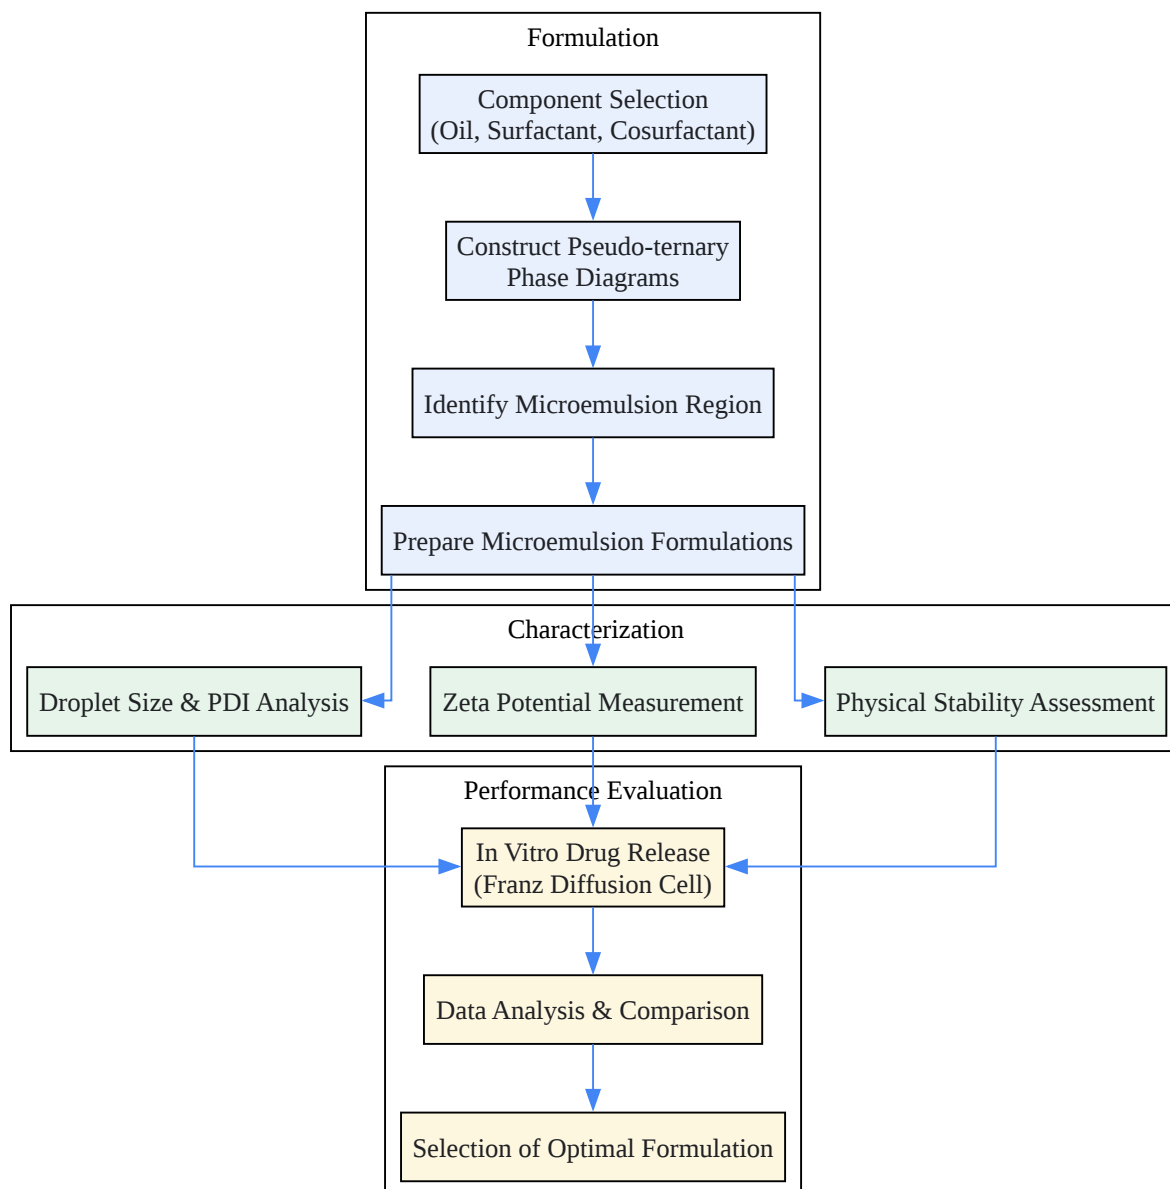 Formulation
Component Selection
(Oil, Surfactant, Cosurfactant)
Construct Pseudo-ternary
Phase Diagrams
Identify Microemulsion Region
Prepare Microemulsion Formulations
Characterization
Droplet Size & PDI Analysis
Zeta Potential Measurement
Physical Stability Assessment
Performance Evaluation
In Vitro Drug Release
(Franz Diffusion Cell)
Data Analysis & Comparison
Selection of Optimal Formulation